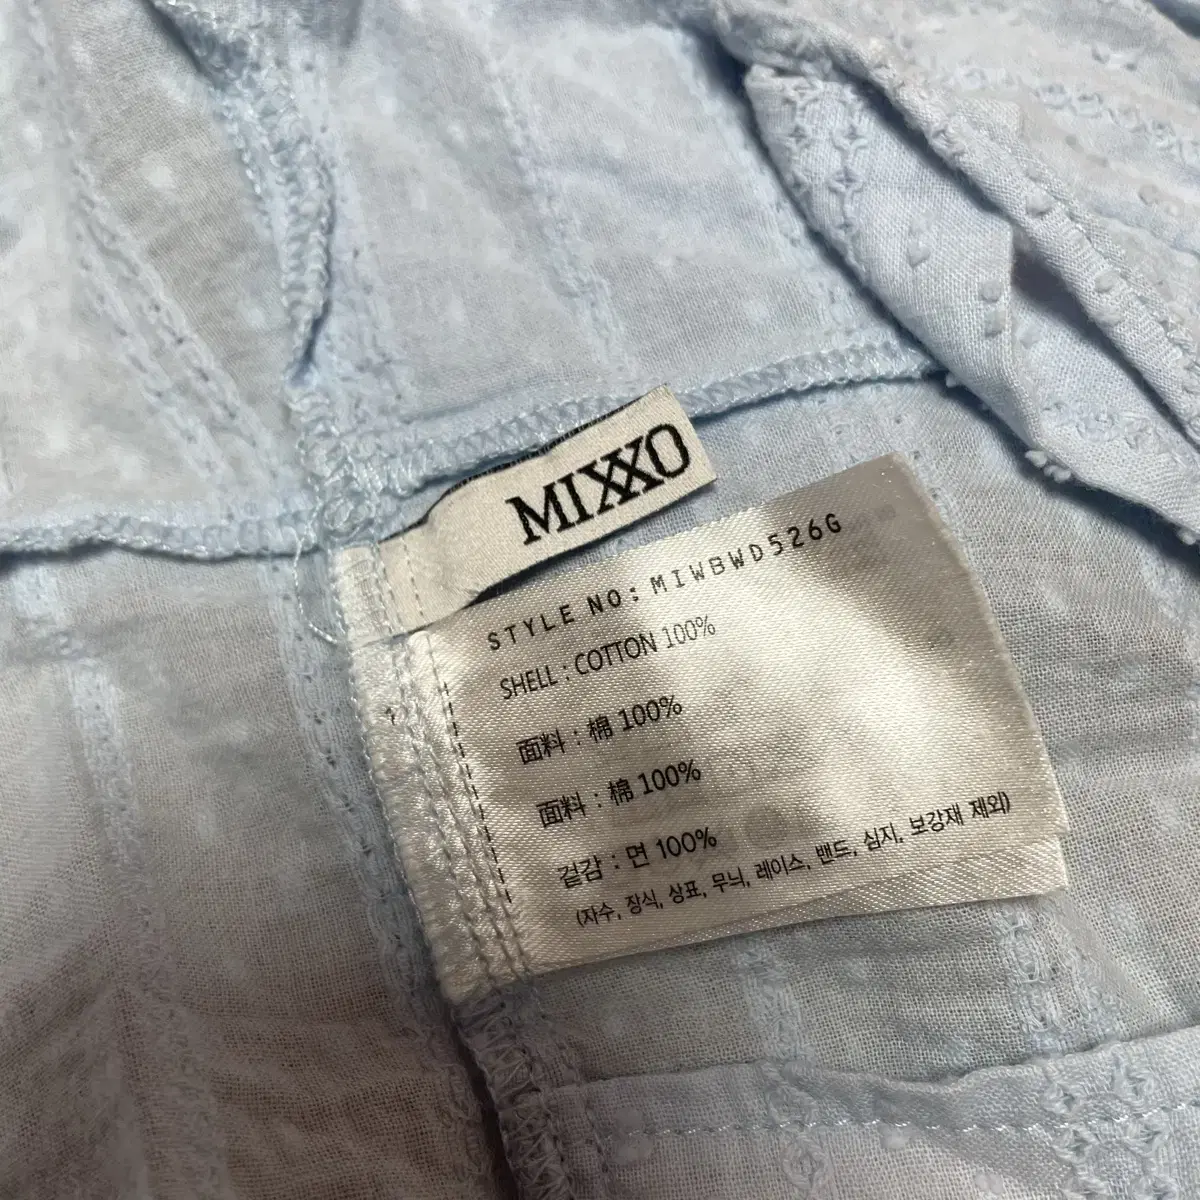 MIXXO
STYLE NO: MIWBWD526G
SHELL : COTTON 100%
面料 : 棉 100%
面料 : 棉 100%
겉감 : 면 100%
(자수, 장식, 상표, 무늬, 레이스, 밴드, 심지, 보강재 제외)